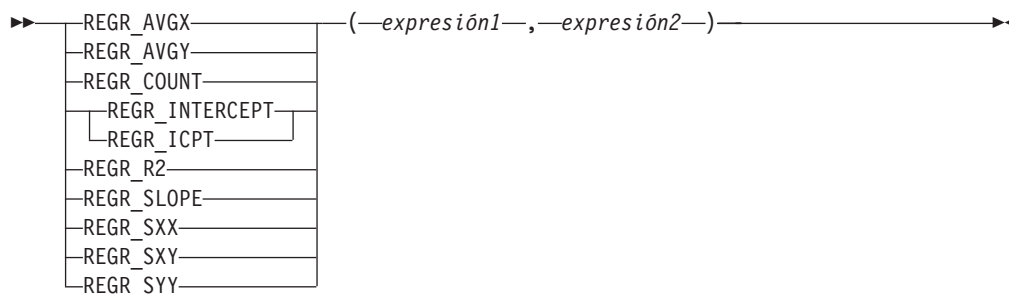 REGR_AVGX ( expresión1 , expresión2 )
REGR_AVGY
REGR_COUNT
REGR_INTERCEPT
REGR_ICPT
REGR_R2
REGR_SLOPE
REGR_SXX
REGR_SXY
REGR_SYY